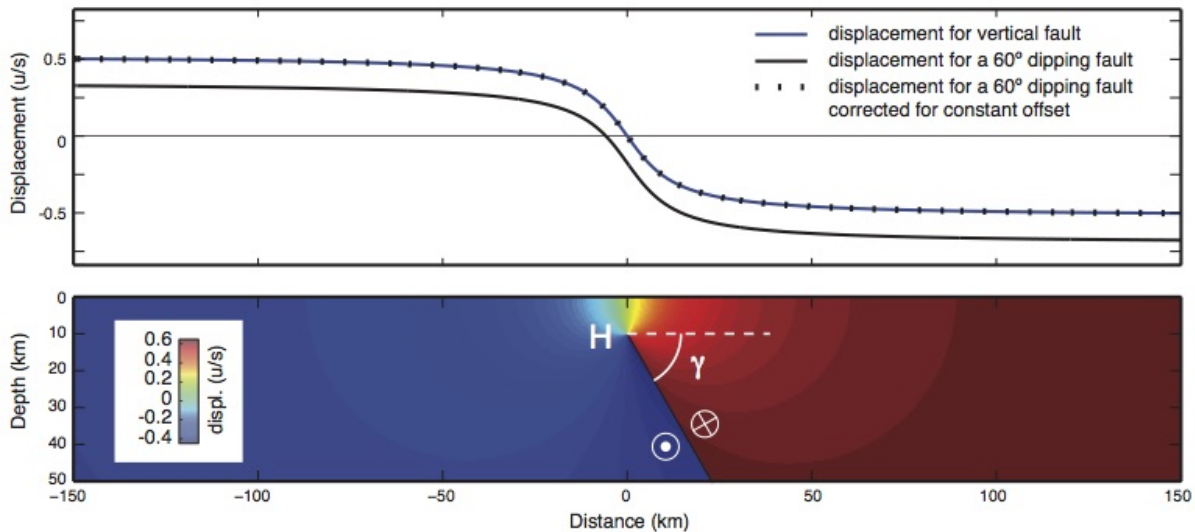 displacement for vertical fault
displacement for a 60° dipping fault
displacement for a 60° dipping fault
corrected for constant offset
Displacement (u/s)
0.5
0
-0.5
Depth (km)
0
10
20
30
40
50
0.6
0.4
0.2
0
-0.2
-0.4
displ. (u/s)
H
γ
−150
−100
−50
0
50
100
150
Distance (km)